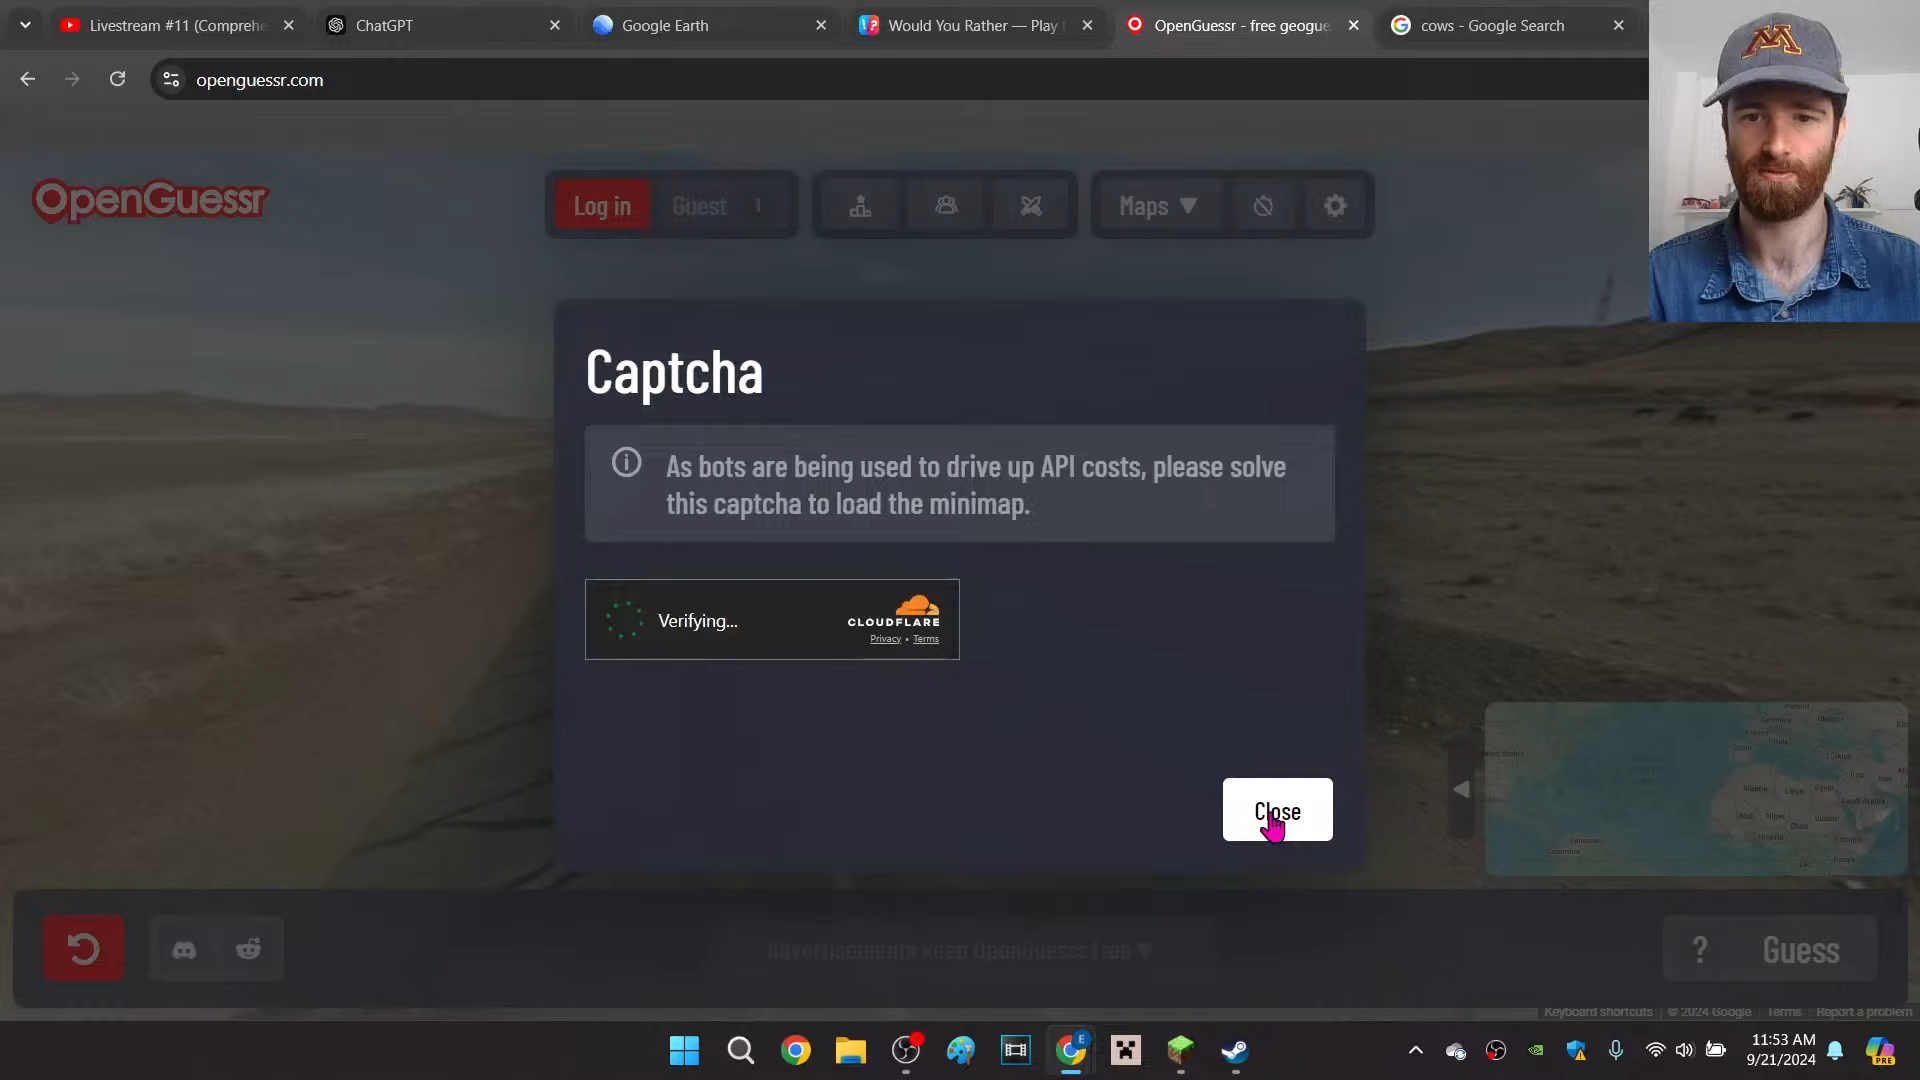 Livestream #11 (Comprehe
ChatGPT
Google Earth
Would You Rather — Play t
OpenGuessr - free geogue
cows - Google Search
openguessr.com
OpenGuessr
Log in
Guest
1
Maps ▼
Captcha
As bots are being used to drive up API costs, please solve
this captcha to load the minimap.
Verifying...
CLOUDFLARE
Privacy • Terms
Close
Advertisements keep OpenGuessr free ▼
? Guess
Keyboard shortcuts
© 2024 Google
Terms
Report a problem
11:53 AM
9/21/2024
PRE